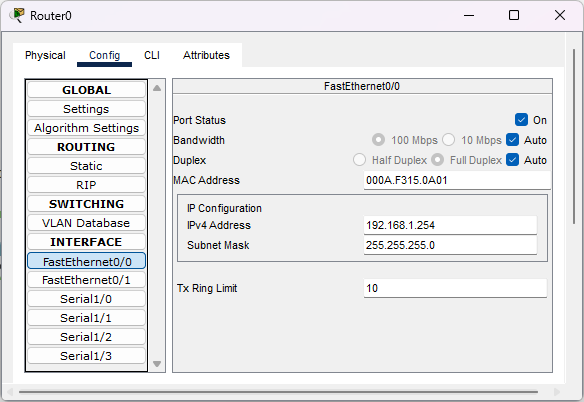 Router0
Physical Config CLI Attributes
GLOBAL
Settings
Algorithm Settings
ROUTING
Static
RIP
SWITCHING
VLAN Database
INTERFACE
FastEthernet0/0
FastEthernet0/1
Serial1/0
Serial1/1
Serial1/2
Serial1/3
FastEthernet0/0
Port Status On
Bandwidth 100 Mbps 10 Mbps Auto
Duplex Half Duplex Full Duplex Auto
MAC Address 000A.F315.0A01
IP Configuration
IPv4 Address 192.168.1.254
Subnet Mask 255.255.255.0
Tx Ring Limit 10